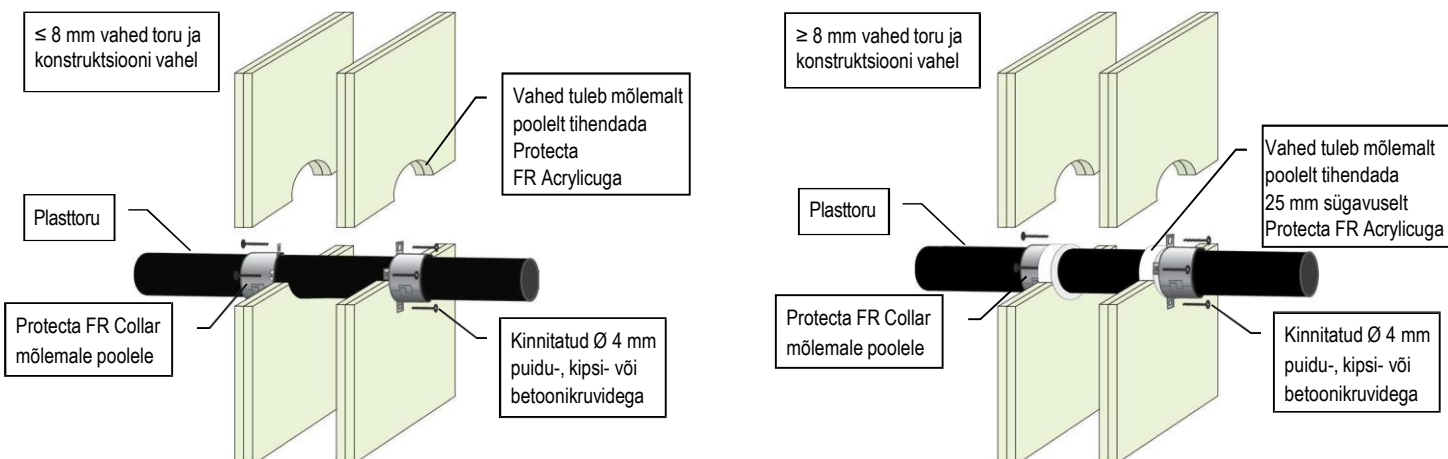 ≤ 8 mm vahed toru ja
konstruktsiooni vahel
Vahed tuleb mõlemalt
poolelt tihendada
Protecta
FR Acrylicuga
Plasttoru
Protecta FR Collar
mõlemale poolele
Kinnitatud Ø 4 mm
puidu-, kipsi- või
betoonikruvidega
≥ 8 mm vahed toru ja
konstruktsiooni vahel
Vahed tuleb mõlemalt
poolelt tihendada
25 mm sügavuselt
Protecta FR Acrylicuga
Plasttoru
Protecta FR Collar
mõlemale poolele
Kinnitatud Ø 4 mm
puidu-, kipsi- või
betoonikruvidega